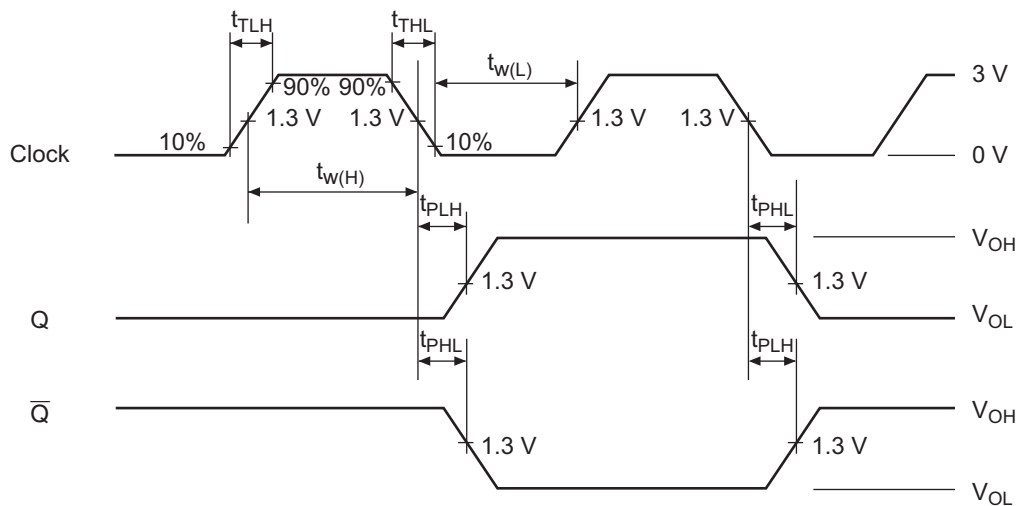 tTLH tTHL
tw(L)
3 V
90% 90%
1.3 V 1.3 V 1.3 V 1.3 V
10% 10%
Clock 0 V
tw(H)
tPLH tPHL
VOH
1.3 V 1.3 V
Q VOL
tPHL tPLH
Q̅ VOH
1.3 V 1.3 V
VOL